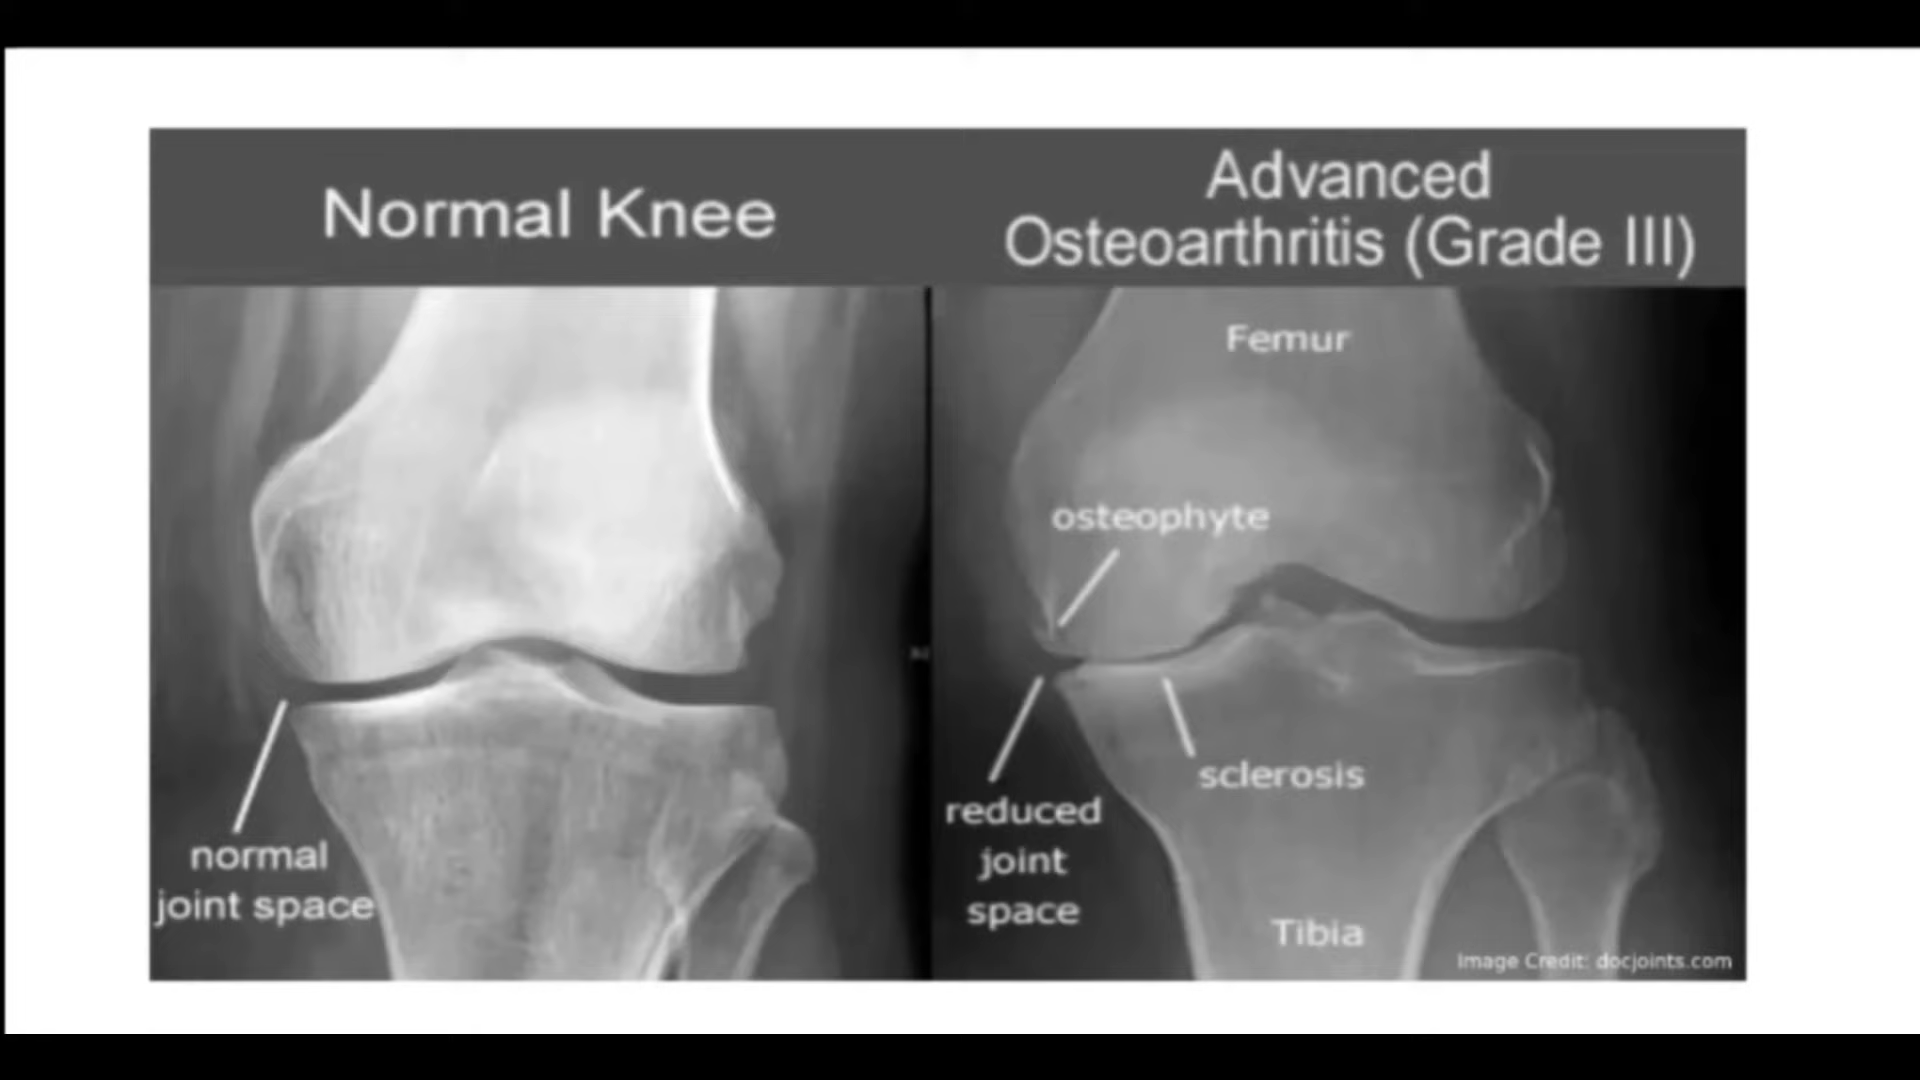 Normal Knee
Advanced
Osteoarthritis (Grade III)
Femur
osteophyte
sclerosis
reduced
joint
space
normal
joint space
Tibia
Image Credit: docjoints.com